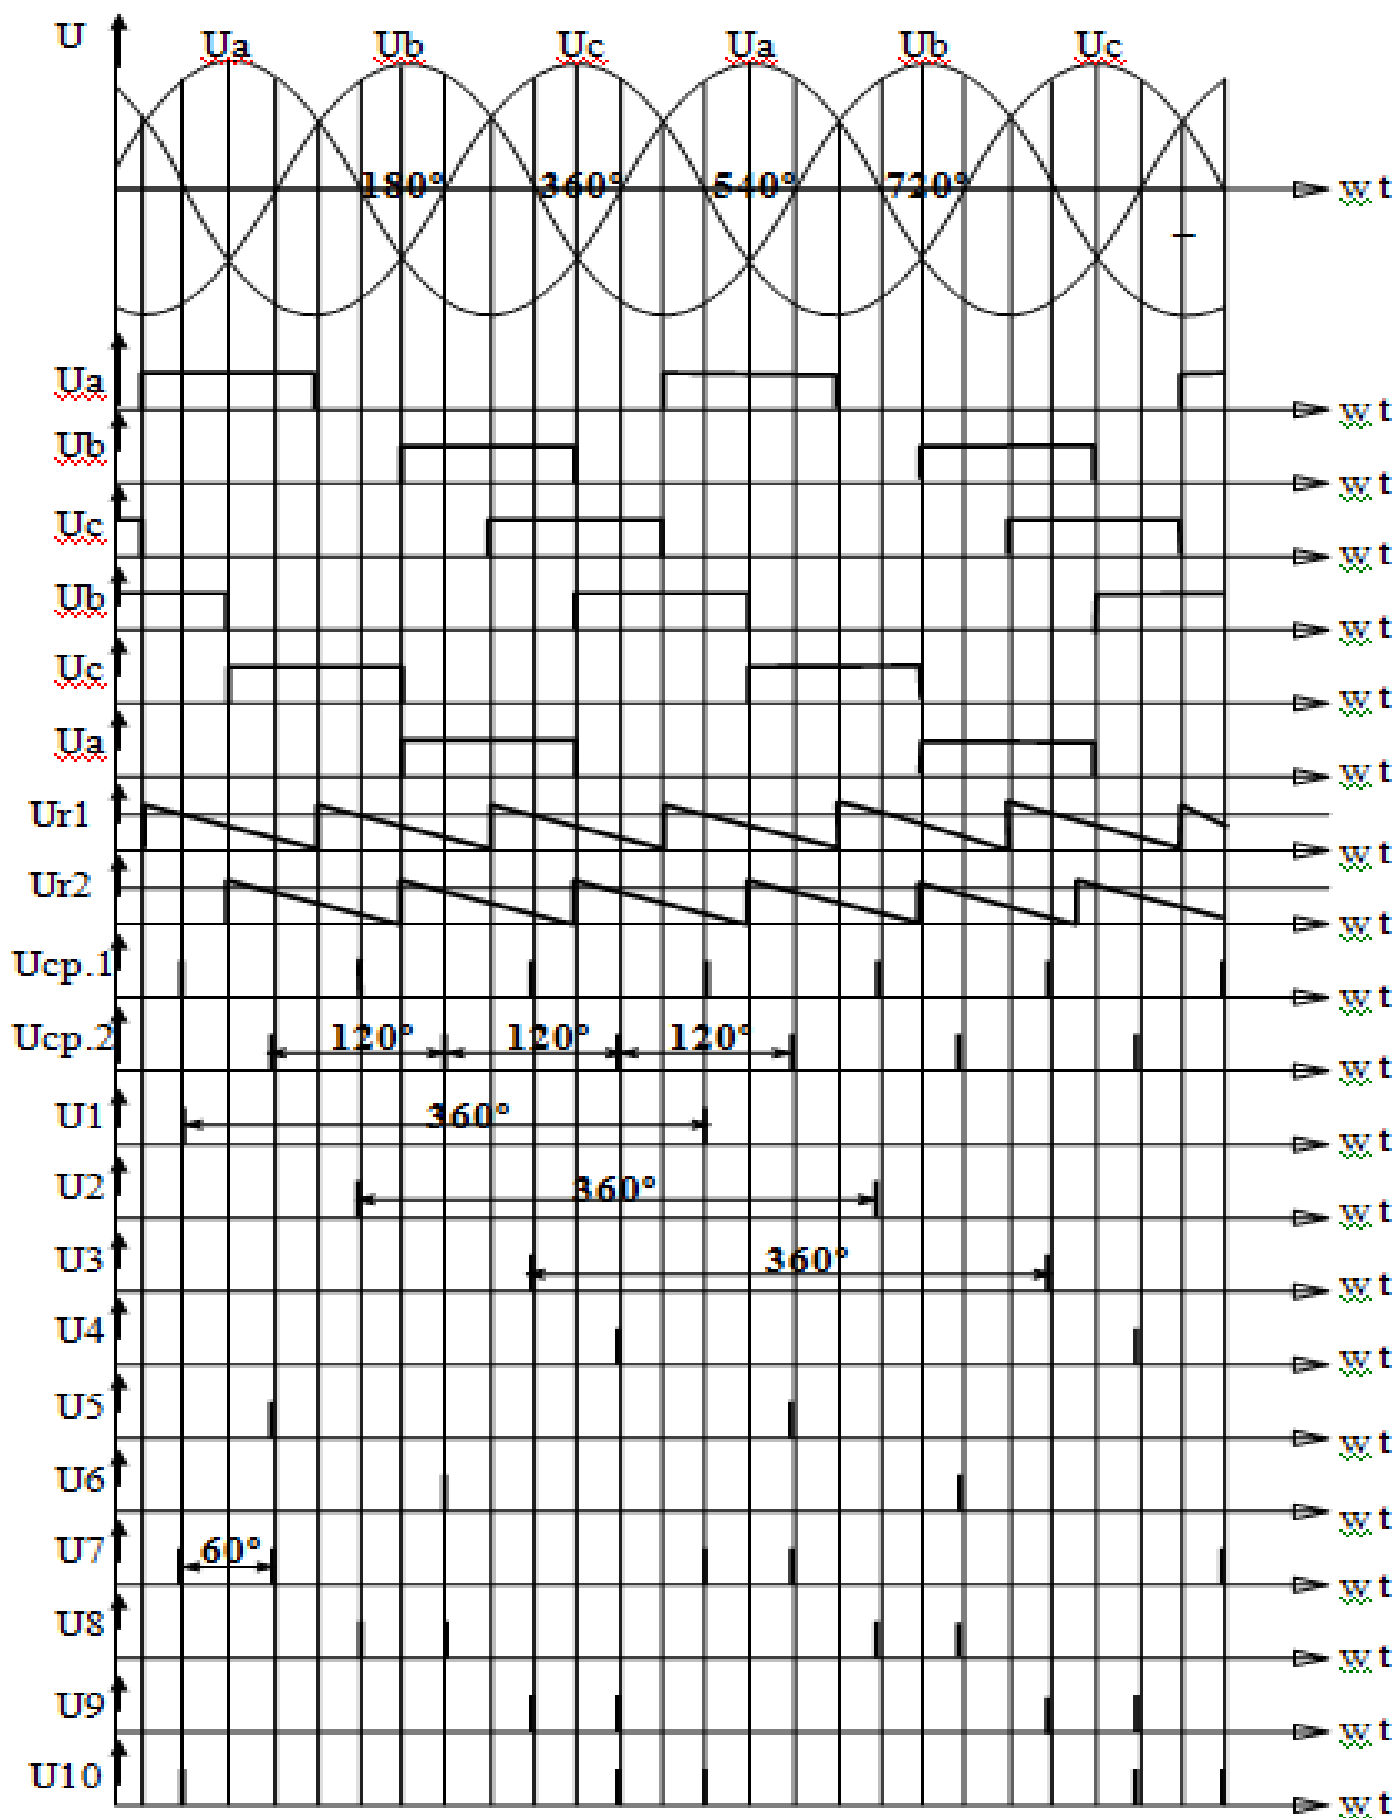 U Ua Ub Uc Ua Ub Uc
180° 360° 540° 720° w t
Ua w t
Ub w t
Uc w t
Ub w t
Uc w t
Ua w t
Ur1 w t
Ur2 w t
Ucp.1 w t
Ucp.2 120° 120° 120° w t
U1 360° w t
U2 360° w t
U3 360° w t
U4 w t
U5 w t
U6 w t
U7 60° w t
U8 w t
U9 w t
U10 w t